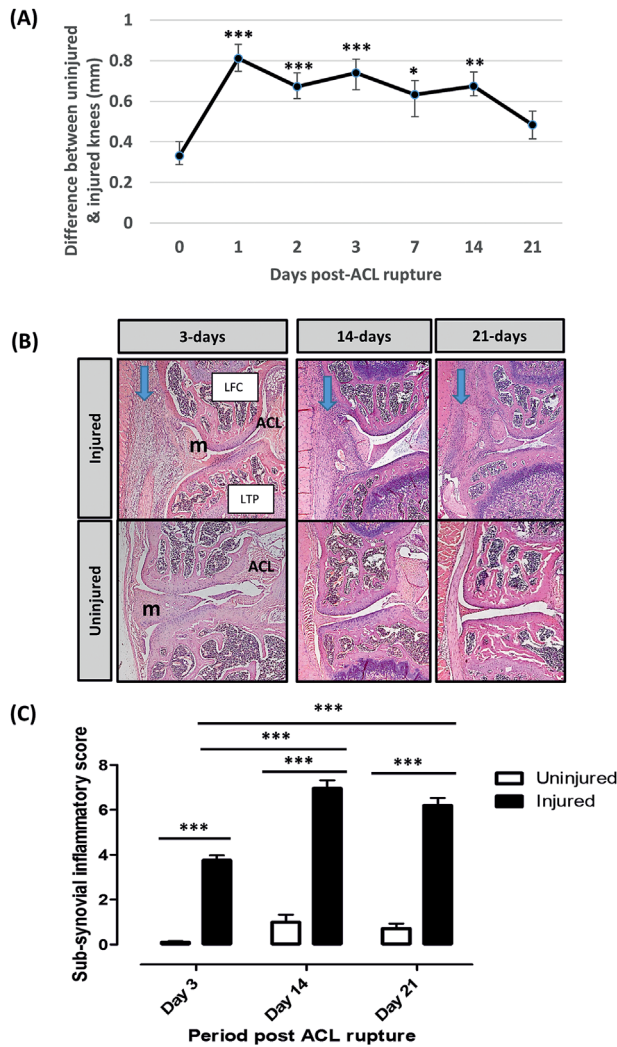 (A)
Difference between uninjured
& injured knees (mm)
1
0.8
0.6
0.4
0.2
0
***
***
***
*
**
0 1 2 3 7 14 21
Days post-ACL rupture
(B)
3-days 14-days 21-days
Injured
LFC
ACL
m
LTP
Uninjured
ACL
m
(C)
Sub-synovial inflammatory score
8
6
4
2
0
***
***
***
***
***
Uninjured
Injured
Day 3 Day 14 Day 21
Period post ACL rupture